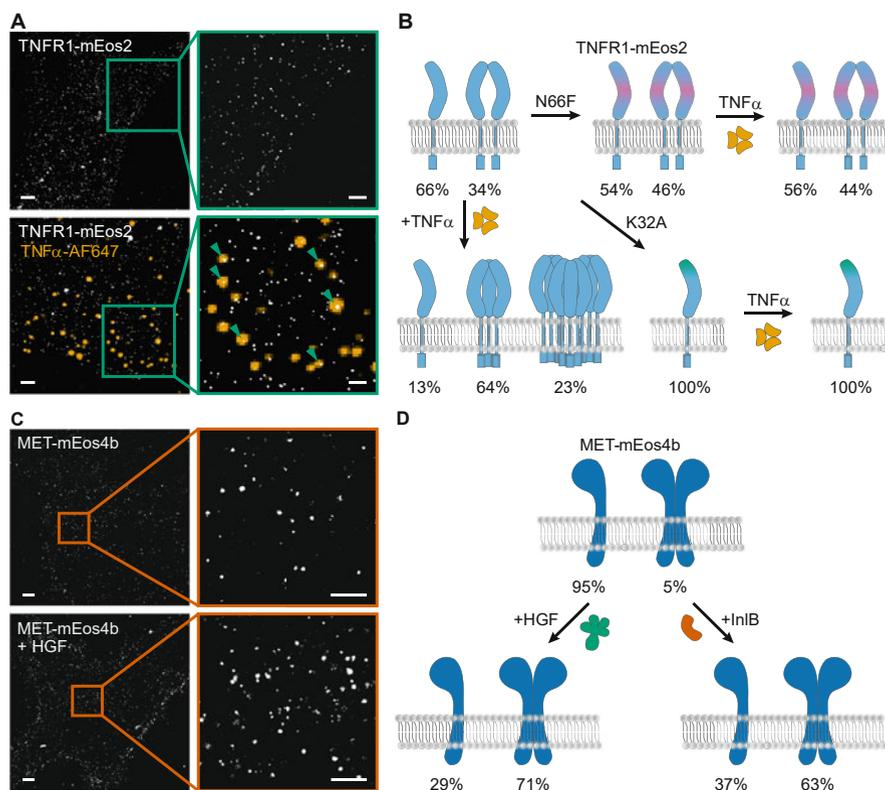 A
TNFR1-mEos2
TNFR1-mEos2
TNFα-AF647
B
TNFR1-mEos2
N66F
TNFα
66% 34%
54% 46%
56% 44%
+TNFα
K32A
TNFα
13% 64% 23%
100%
100%
C
MET-mEos4b
MET-mEos4b
+ HGF
D
MET-mEos4b
95% 5%
+HGF
+InlB
29% 71%
37% 63%